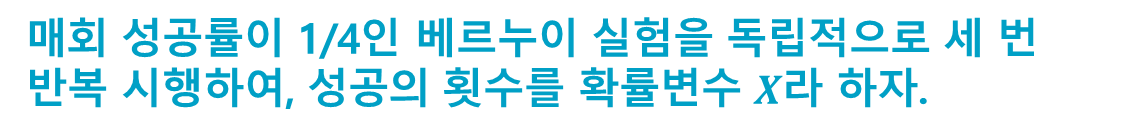 매회 성공률이 1/4인 베르누이 실험을 독립적으로 세 번
반복 시행하여, 성공의 횟수를 확률변수 X라 하자.